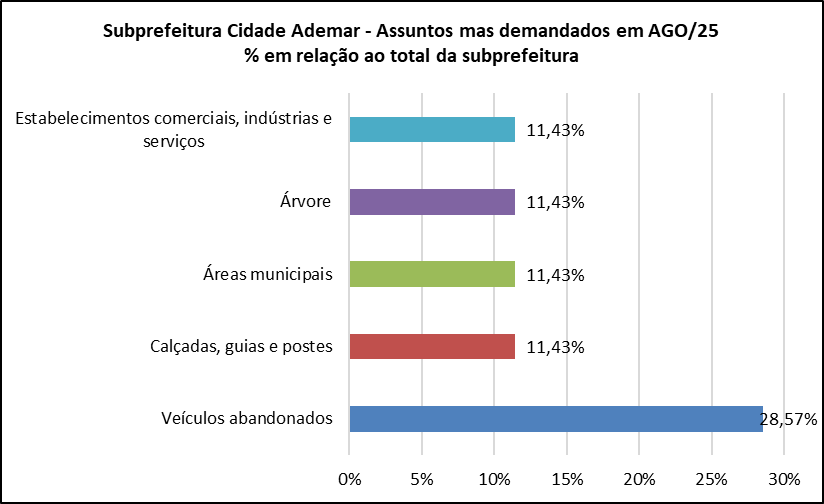 Subprefeitura Cidade Ademar - Assuntos mas demandados em AGO/25
% em relação ao total da subprefeitura
Estabelecimentos comerciais, indústrias e
serviços
11,43%
Árvore
11,43%
Áreas municipais
11,43%
Calçadas, guias e postes
11,43%
Veículos abandonados
28,57%
0% 5% 10% 15% 20% 25% 30%